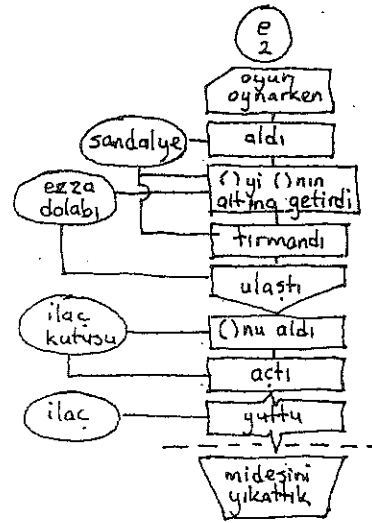 e
2
oyun
oynarken
sandalye
aldı
ezza
dolabı
()yi ()nın
altına getirdi
tırmandı
ulaştı
ilaç
kutusu
()nu aldı
açtı
ilaç
yuttu
midesini
yıkattık